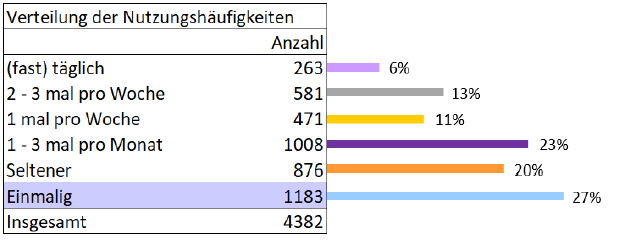 Verteilung der Nutzungshäufigkeiten
Anzahl
(fast) täglich 263 6%
2 - 3 mal pro Woche 581 13%
1 mal pro Woche 471 11%
1 - 3 mal pro Monat 1008 23%
Seltener 876 20%
Einmalig 1183 27%
Insgesamt 4382